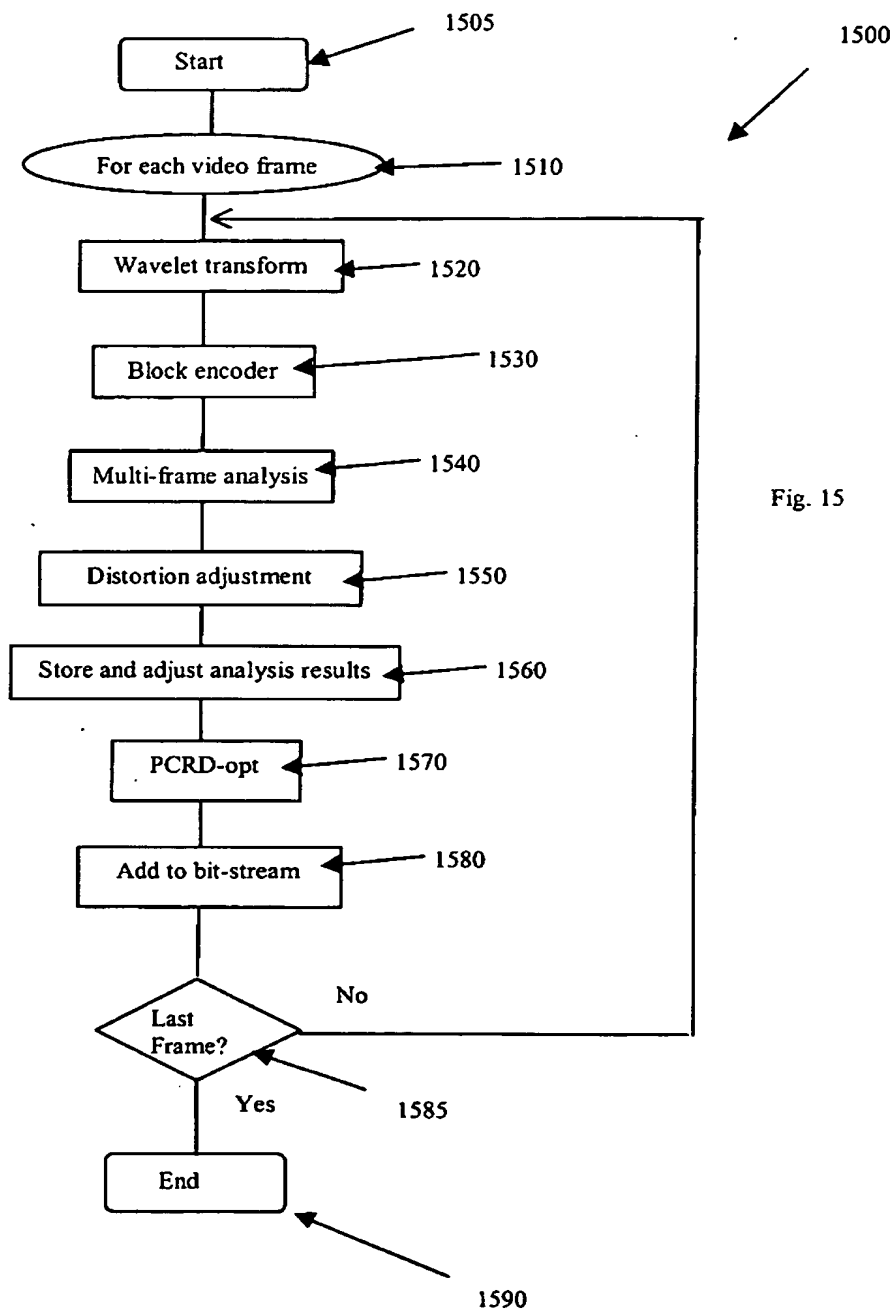 1505
1500
Start
For each video frame
1510
Wavelet transform
1520
Block encoder
1530
Multi-frame analysis
1540
Fig. 15
Distortion adjustment
1550
Store and adjust analysis results
1560
PCRD-opt
1570
Add to bit-stream
1580
No
Last
Frame?
Yes
1585
End
1590